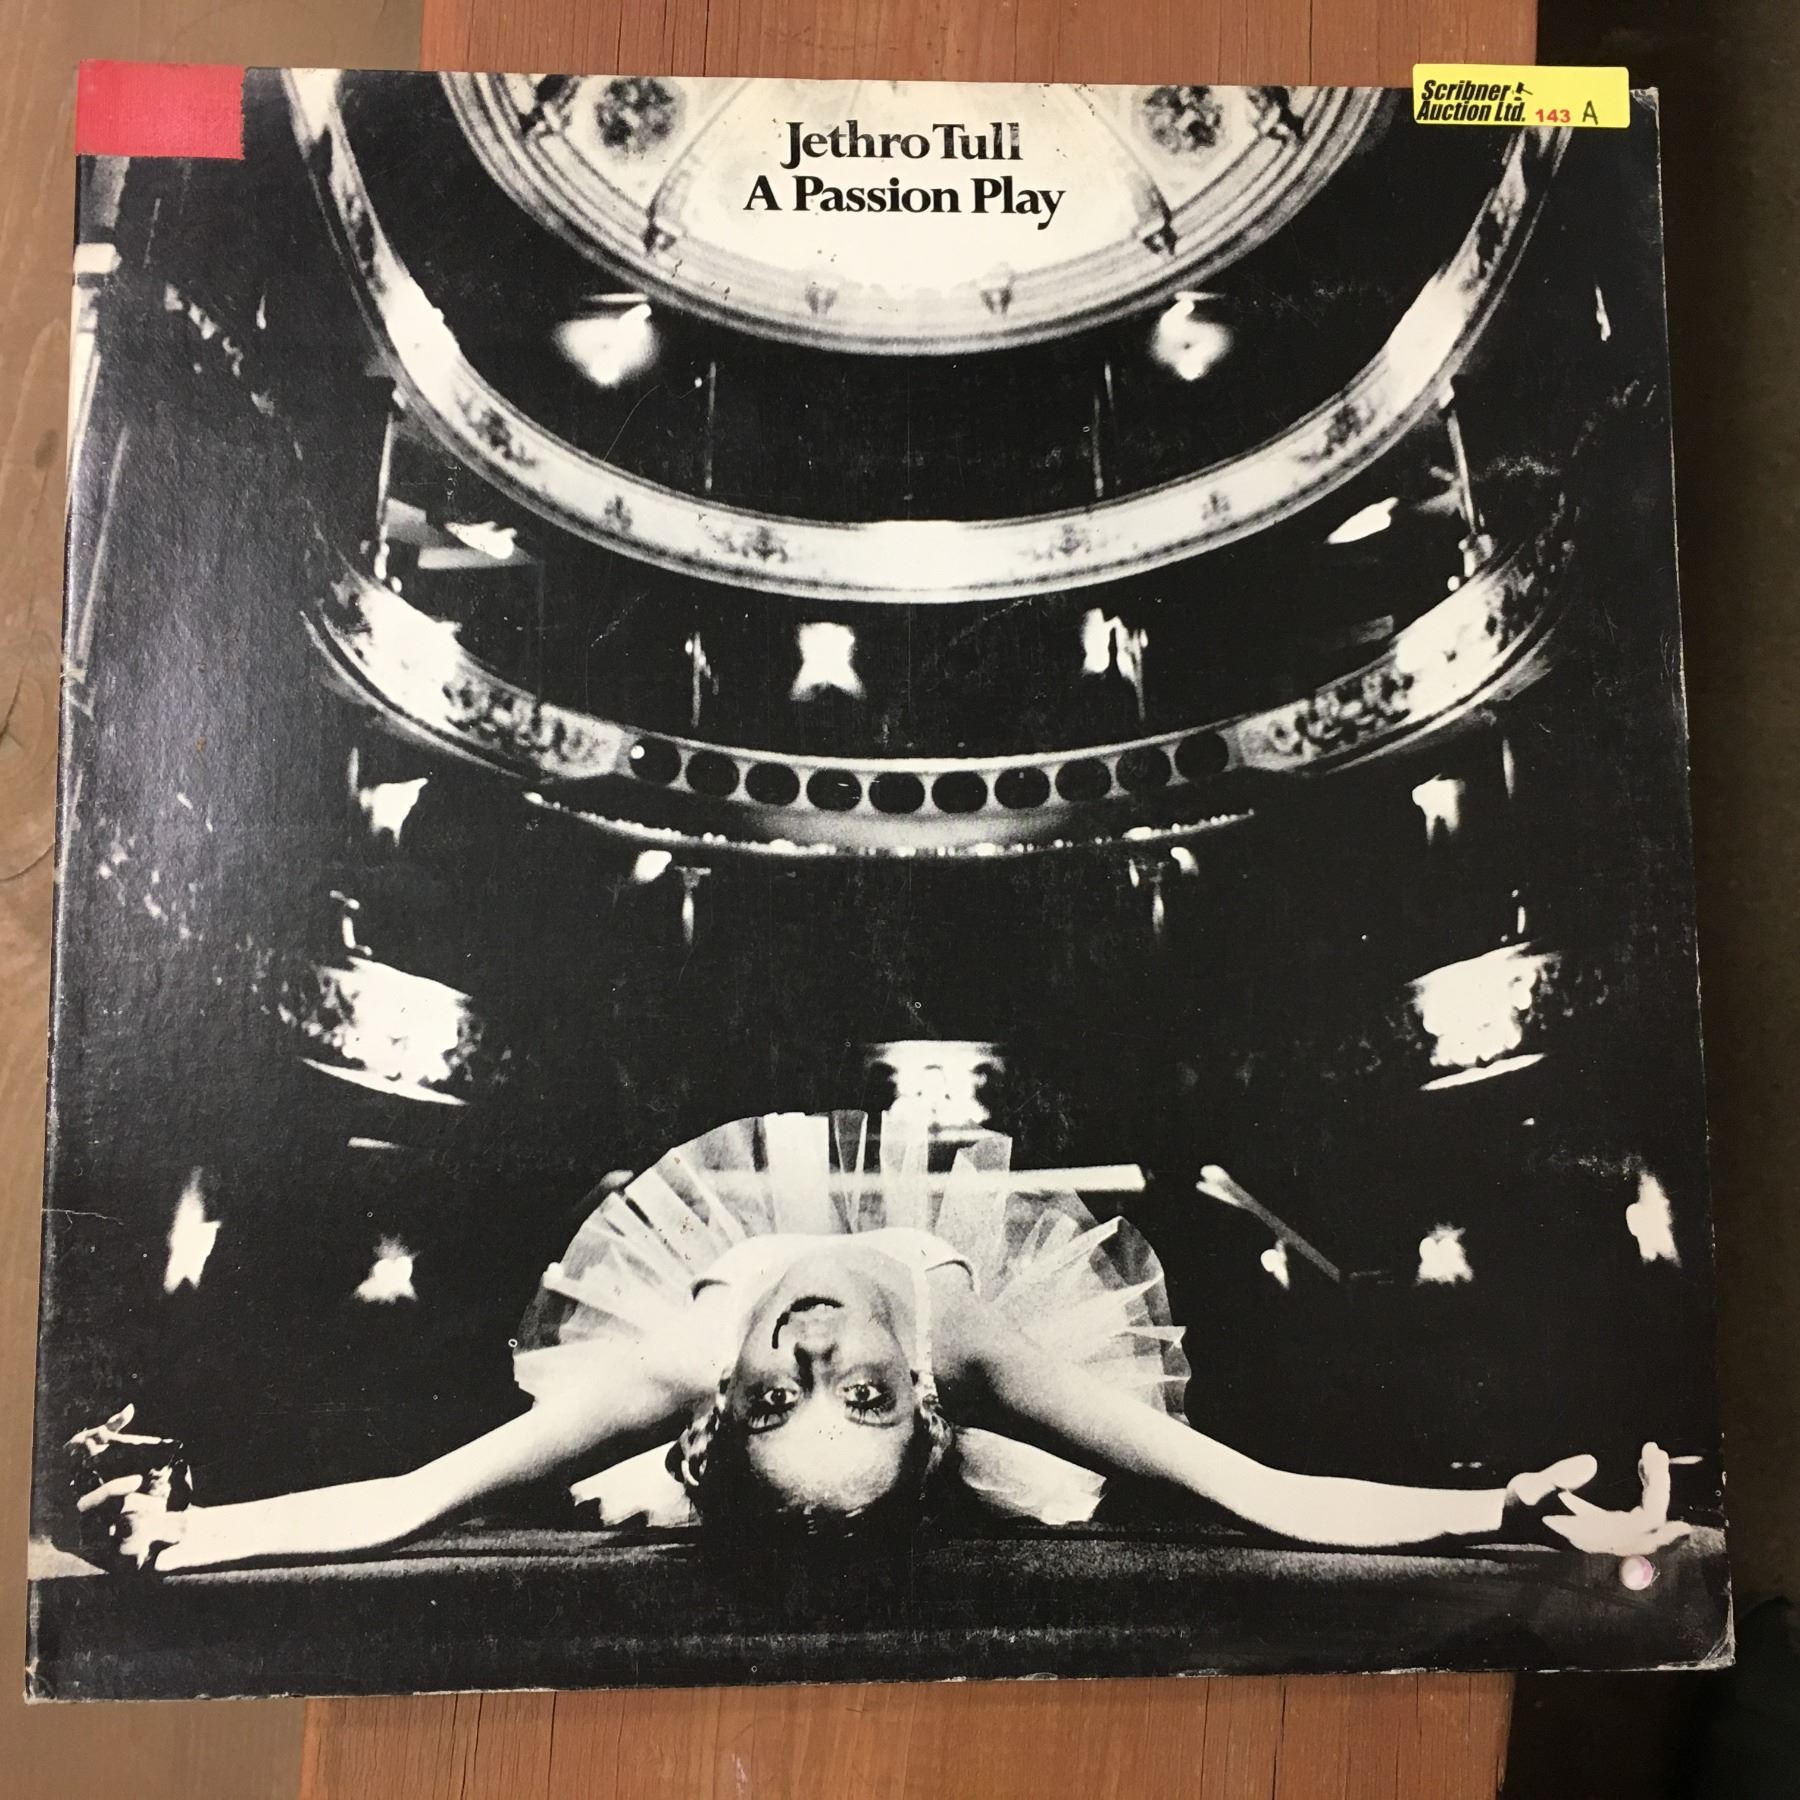 Jethro Tull
A Passion Play
Scribner
Auction Ltd. 143 A